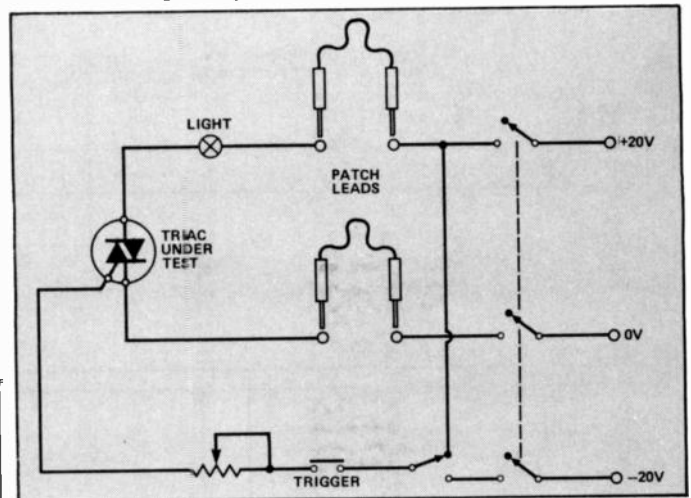 LIGHT
PATCH
LEADS
+20V
TRIAC
UNDER
TEST
0V
TRIGGER
–20V